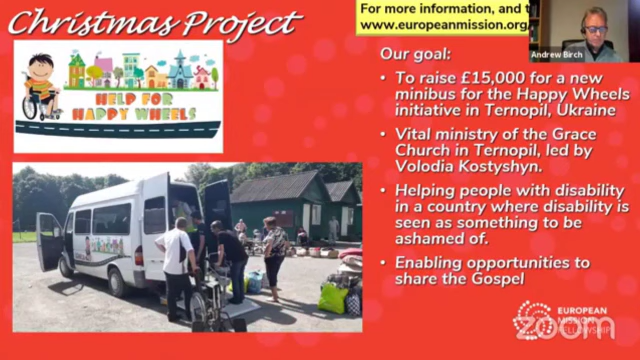 Christmas Project
For more information, and t
www.europeanmission.org
Andrew Birch
HELP FOR
HAPPY WHEELS
Our goal:
• To raise £15,000 for a new
minibus for the Happy Wheels
initiative in Ternopil, Ukraine
• Vital ministry of the Grace
Church in Ternopil, led by
Volodia Kostyshyn.
• Helping people with disability
in a country where disability is
seen as something to be
ashamed of.
• Enabling opportunities to
share the Gospel
EUROPEAN
MISSION
FELLOWSHIP
zoom